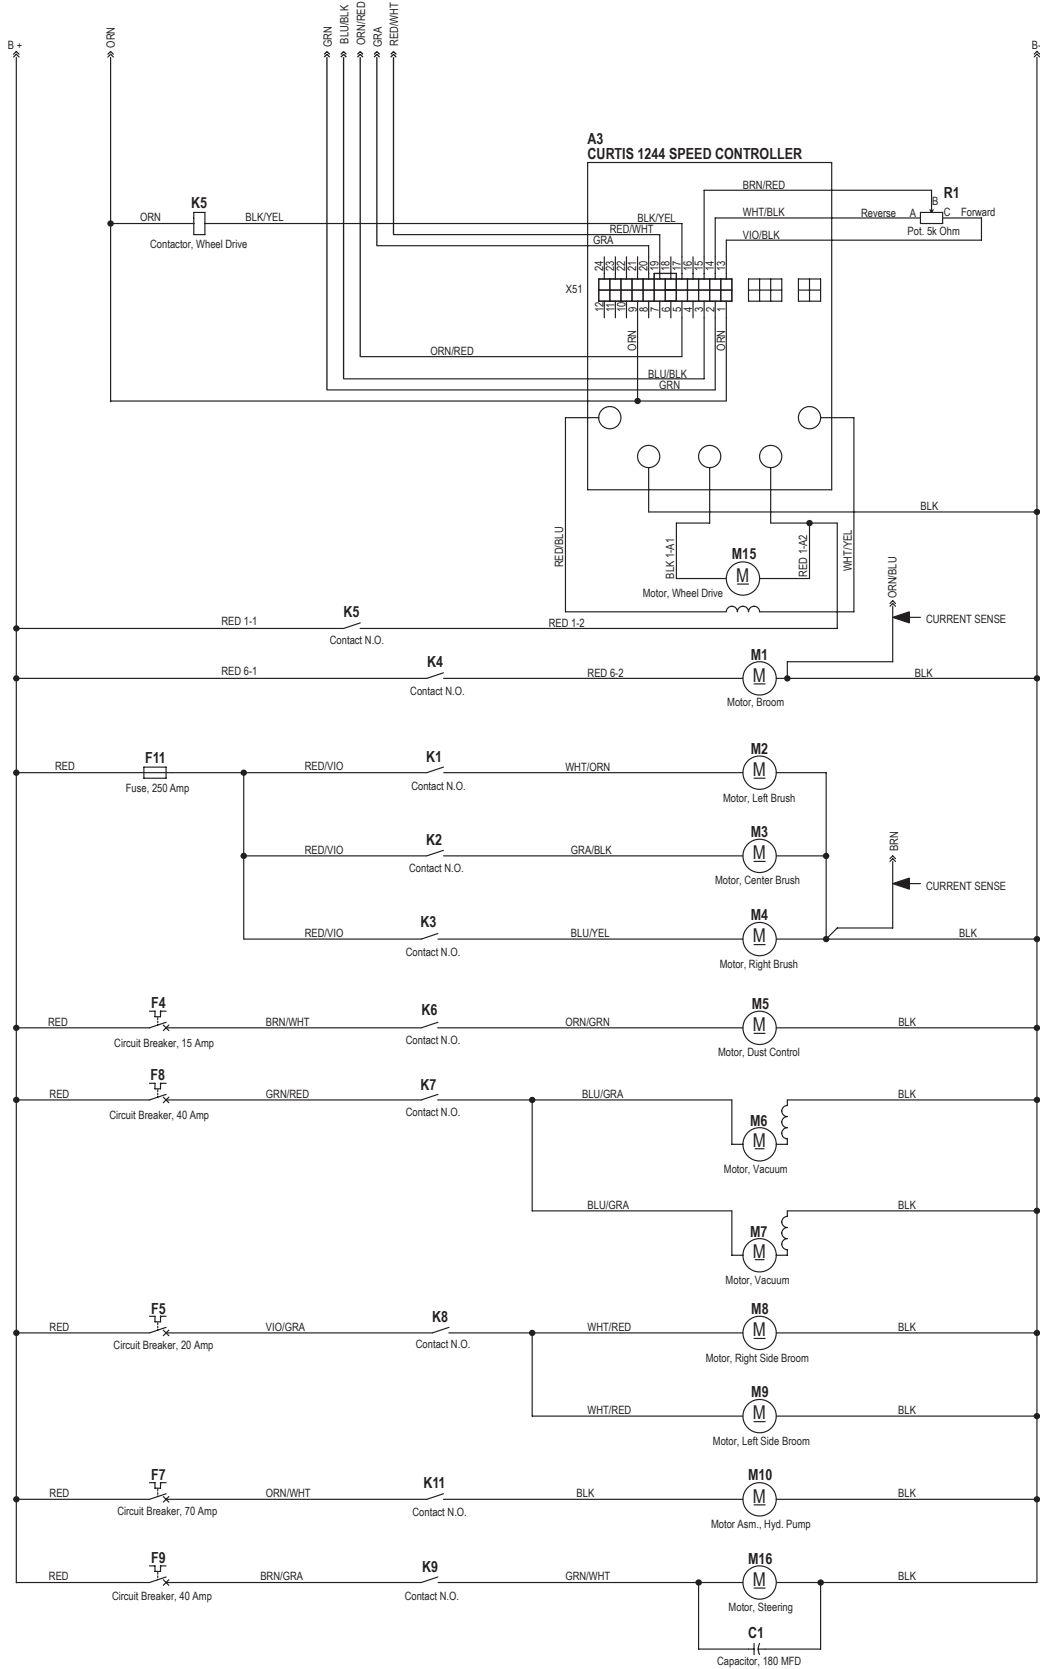 B +
ORN
GRN
BLU/BLK
ORN/RED
GRA
RED/WHT
B-
A3
CURTIS 1244 SPEED CONTROLLER
BRN/RED
R1
B
K5
ORN
BLK/YEL
BLK/YEL
WHT/BLK
Reverse
A
C
Forward
RED/WHT
Contactor, Wheel Drive
GRA
VIO/BLK
Pot. 5k Ohm
24 23 22 21 20 19 18 17 16 15 14 13
X51
12 11 10 9 8 7 6 5 4 3 2 1
ORN
ORN
ORN/RED
BLU/BLK
GRN
BLK
RED/BLU
BLK 1-A1
M15
M
RED 1-A2
WHT/YEL
Motor, Wheel Drive
ORN/BLU
CURRENT SENSE
RED 1-1
K5
Contact N.O.
RED 1-2
RED 6-1
K4
Contact N.O.
RED 6-2
M1
M
Motor, Broom
BLK
RED
F11
Fuse, 250 Amp
RED/VIO
K1
Contact N.O.
WHT/ORN
M2
M
Motor, Left Brush
RED/VIO
K2
Contact N.O.
GRA/BLK
M3
M
Motor, Center Brush
BRN
CURRENT SENSE
RED/VIO
K3
Contact N.O.
BLU/YEL
M4
M
Motor, Right Brush
BLK
RED
F4
Circuit Breaker, 15 Amp
BRN/WHT
K6
Contact N.O.
ORN/GRN
M5
M
Motor, Dust Control
BLK
RED
F8
Circuit Breaker, 40 Amp
GRN/RED
K7
Contact N.O.
BLU/GRA
M6
M
Motor, Vacuum
BLK
BLU/GRA
M7
M
Motor, Vacuum
BLK
RED
F5
Circuit Breaker, 20 Amp
VIO/GRA
K8
Contact N.O.
WHT/RED
M8
M
Motor, Right Side Broom
BLK
WHT/RED
M9
M
Motor, Left Side Broom
BLK
RED
F7
Circuit Breaker, 70 Amp
ORN/WHT
K11
Contact N.O.
BLK
M10
M
Motor Asm., Hyd. Pump
BLK
RED
F9
Circuit Breaker, 40 Amp
BRN/GRA
K9
Contact N.O.
GRN/WHT
M16
M
Motor, Steering
BLK
C1
Capacitor, 180 MFD